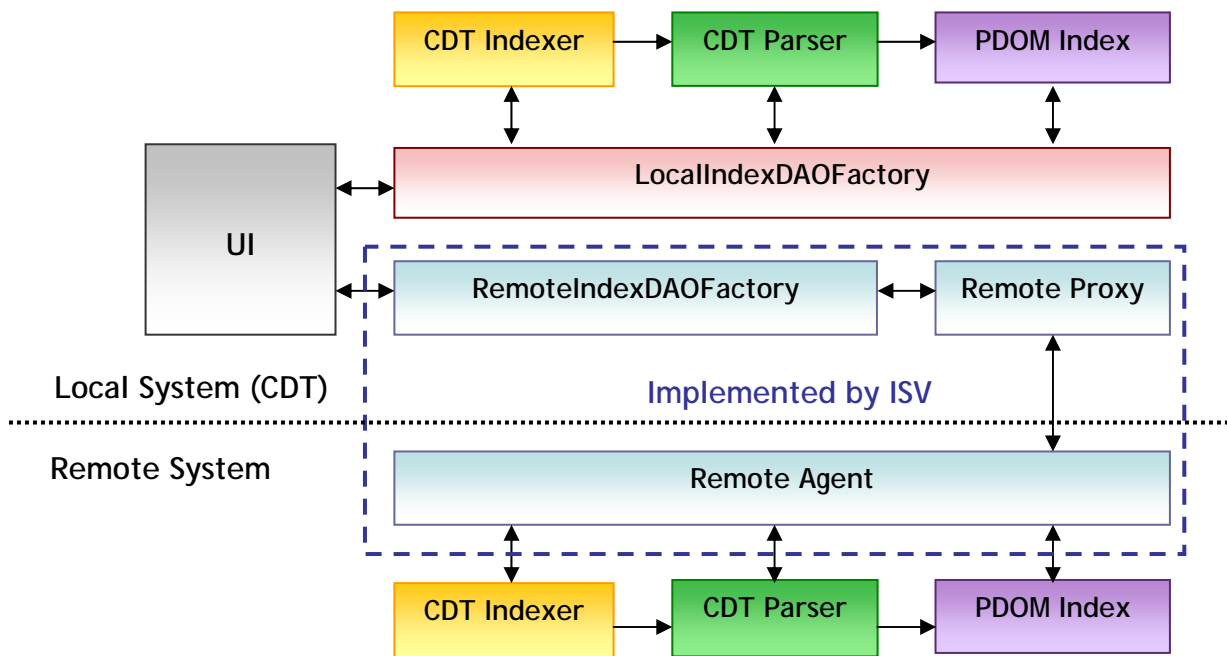 CDT Indexer
CDT Parser
PDOM Index
LocalIndexDAOFactory
UI
RemoteIndexDAOFactory
Remote Proxy
Local System (CDT)
Implemented by ISV
Remote System
Remote Agent
CDT Indexer
CDT Parser
PDOM Index